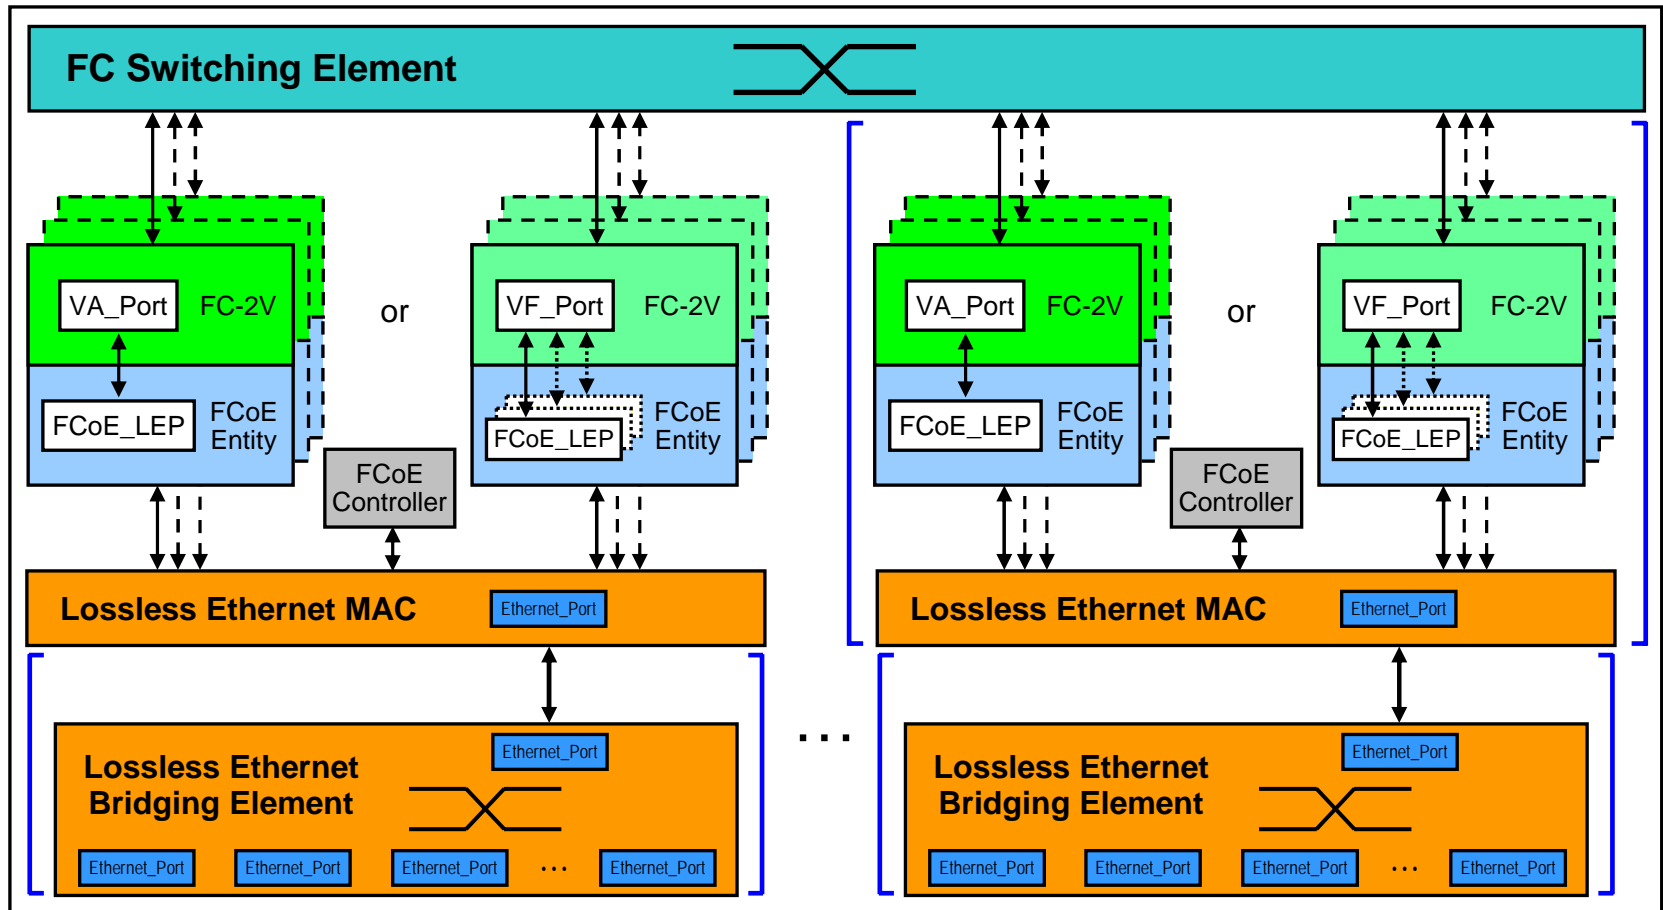 FC Switching Element
VA_Port
FC-2V
or
VF_Port
FC-2V
VA_Port
FC-2V
or
VF_Port
FC-2V
FCoE_LEP
FCoE
Entity
FCoE_LEP
FCoE
Entity
FCoE_LEP
FCoE
Entity
FCoE_LEP
FCoE
Entity
FCoE
Controller
FCoE
Controller
Lossless Ethernet MAC
Ethernet_Port
Lossless Ethernet MAC
Ethernet_Port
...
Lossless Ethernet
Bridging Element
Ethernet_Port
Ethernet_Port
Ethernet_Port
Ethernet_Port
...
Ethernet_Port
Lossless Ethernet
Bridging Element
Ethernet_Port
Ethernet_Port
Ethernet_Port
Ethernet_Port
...
Ethernet_Port